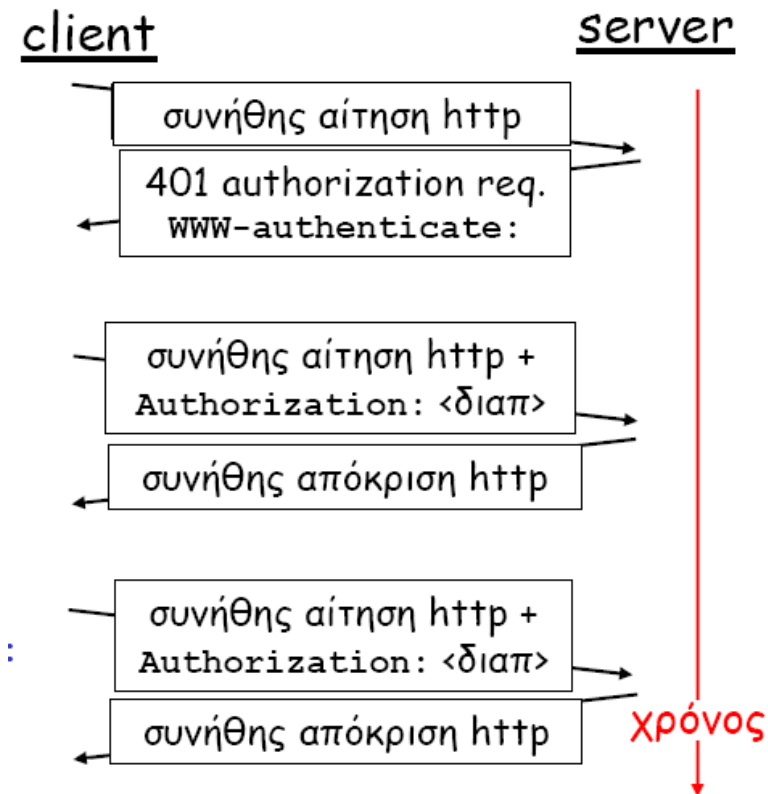 client
server
συνήθης αίτηση http
401 authorization req.
WWW-authenticate:
συνήθης αίτηση http +
Authorization: <διαπ>
συνήθης απόκριση http
συνήθης αίτηση http +
:
Authorization: <διαπ>
συνήθης απόκριση http
χρόνος